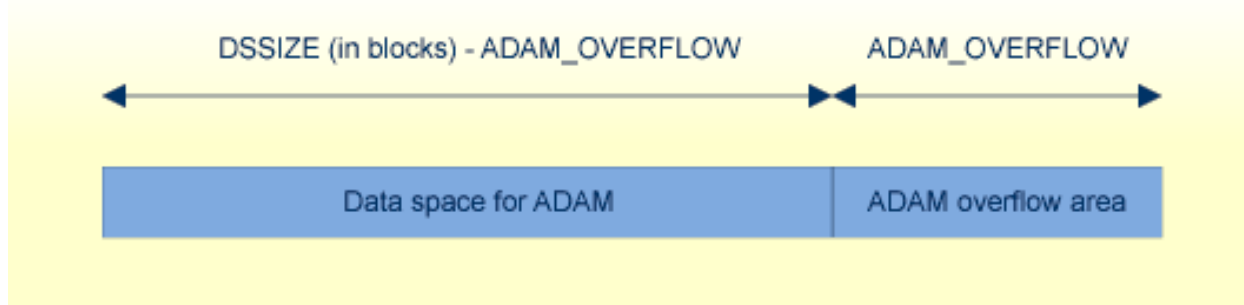 DSSIZE (in blocks) - ADAM_OVERFLOW ADAM_OVERFLOW
Data space for ADAM ADAM overflow area